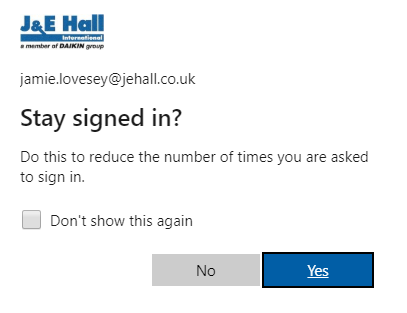 J&E Hall
International
a member of DAIKIN group
jamie.lovesey@jehall.co.uk
Stay signed in?
Do this to reduce the number of times you are asked
to sign in.
Don't show this again
No
Yes